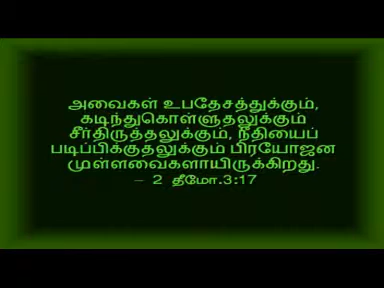 அவைகள் உபதேசத்துக்கும்,
கடிந்துகொள்ளுதலுக்கும்
சீர்திருத்தலுக்கும், நீதியைப்
படிப்பிக்குதலுக்கும் பிரயோஜன
முள்ளவைகளாயிருக்கிறது.
– 2 தீமோ.3:17